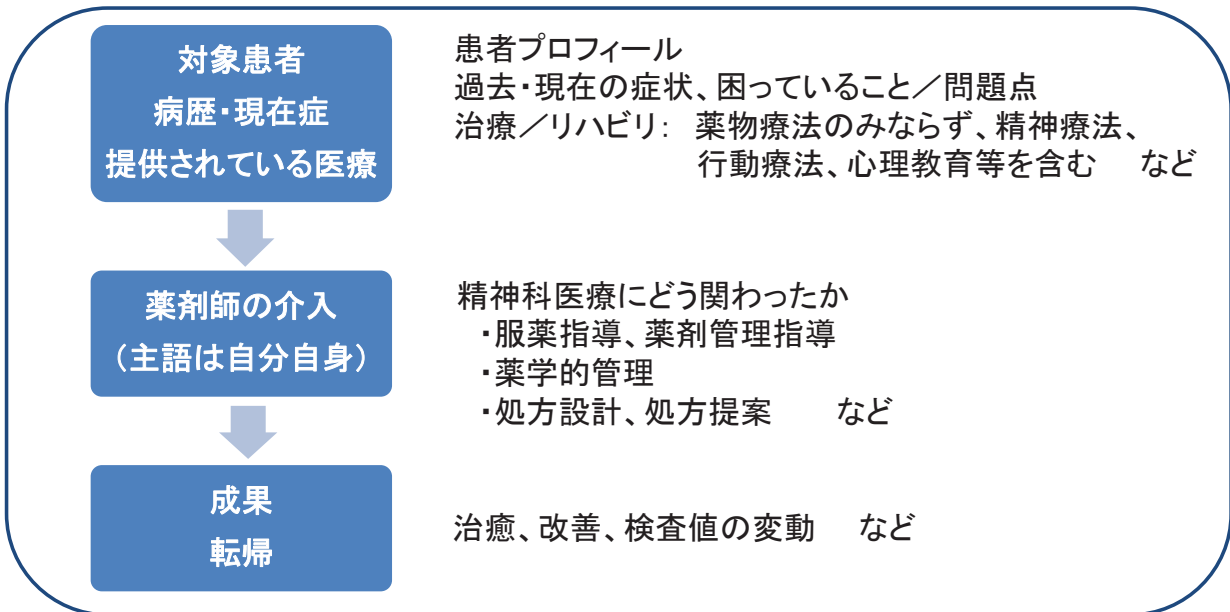 対象患者
病歴・現在症
提供されている医療
患者プロフィール
過去・現在の症状、困っていること／問題点
治療／リハビリ： 薬物療法のみならず、精神療法、
行動療法、心理教育等を含む　など
薬剤師の介入
（主語は自分自身）
精神科医療にどう関わったか
・服薬指導、薬剤管理指導
・薬学的管理
・処方設計、処方提案　など
成果
転帰
治癒、改善、検査値の変動　など